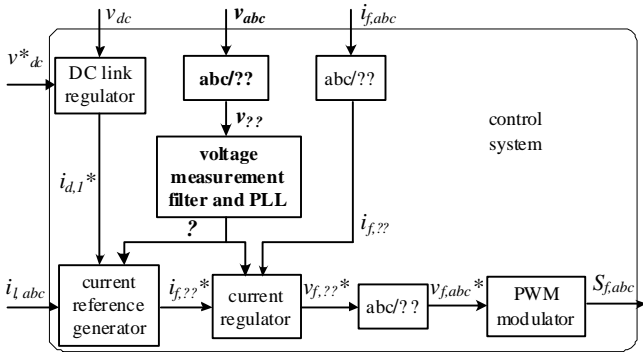 v_dc
v_abc
i_f,abc
v*_dc
DC link
regulator
abc/??
abc/??
control
system
v_??
voltage
measurement
filter and PLL
i_d,1*
?
i_f,??
i_l,abc
current
reference
generator
i_f,??*
current
regulator
v_f,??*
abc/??
v_f,abc*
PWM
modulator
S_f,abc